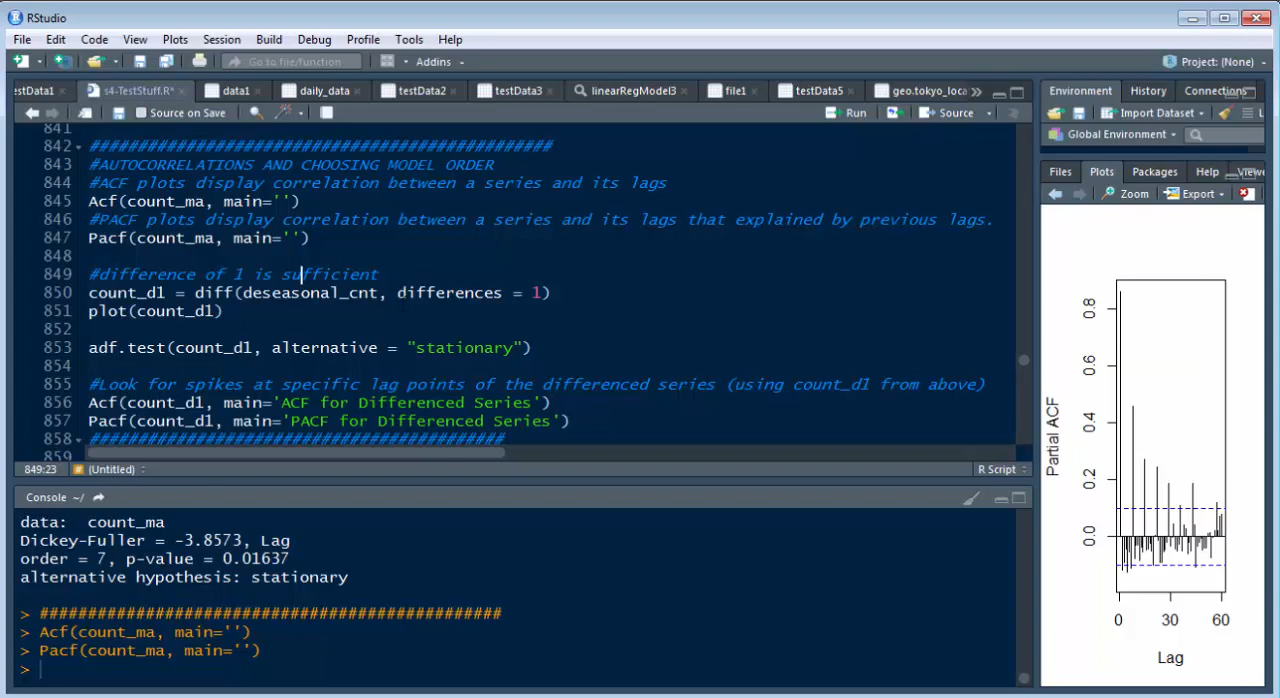 RStudio
File Edit Code View Plots Session Build Debug Profile Tools Help
Go to file/function Addins Project: (None)
stData1 s4-TestStuff.R* data1 daily_data testData2 testData3 linearRegModel3 file1 testData5 geo.tokyo_loca
Source on Save Run Source
841
842 ################################################
843 #AUTOCORRELATIONS AND CHOOSING MODEL ORDER
844 #ACF plots display correlation between a series and its lags
845 Acf(count_ma, main='')
846 #PACF plots display correlation between a series and its lags that explained by previous lags.
847 Pacf(count_ma, main='')
848
849 #difference of 1 is sufficient
850 count_d1 = diff(deseasonal_cnt, differences = 1)
851 plot(count_d1)
852
853 adf.test(count_d1, alternative = "stationary")
854
855 #Look for spikes at specific lag points of the differenced series (using count_d1 from above)
856 Acf(count_d1, main='ACF for Differenced Series')
857 Pacf(count_d1, main='PACF for Differenced Series')
858 ###########################################
859
849:23 (Untitled) R Script
Console ~/
data: count_ma
Dickey-Fuller = -3.8573, Lag
order = 7, p-value = 0.01637
alternative hypothesis: stationary
> ################################################
> Acf(count_ma, main='')
> Pacf(count_ma, main='')
>
Environment History Connections
Import Dataset L
Global Environment
Files Plots Packages Help Viewe
Zoom Export
Partial ACF
0.8
0.6
0.4
0.2
0.0
0 30 60
Lag